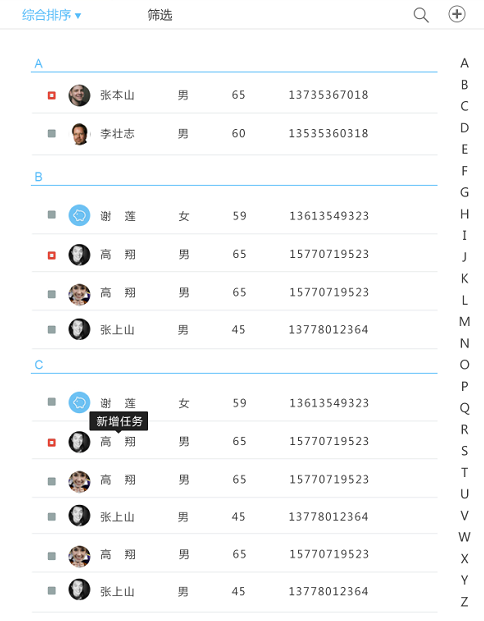 综合排序 筛选
A
张本山 男 65 13735367018
李壮志 男 60 13535360318
B
谢 莲 女 59 13613549323
高 翔 男 65 15770719523
高 翔 男 65 15770719523
张上山 男 45 13778012364
C
谢 莲 女 59 13613549323
新增任务
高 翔 男 65 15770719523
高 翔 男 65 15770719523
张上山 男 45 13778012364
高 翔 男 65 15770719523
张上山 男 45 13778012364
A
B
C
D
E
F
G
H
I
J
K
L
M
N
O
P
Q
R
S
T
U
V
W
X
Y
Z